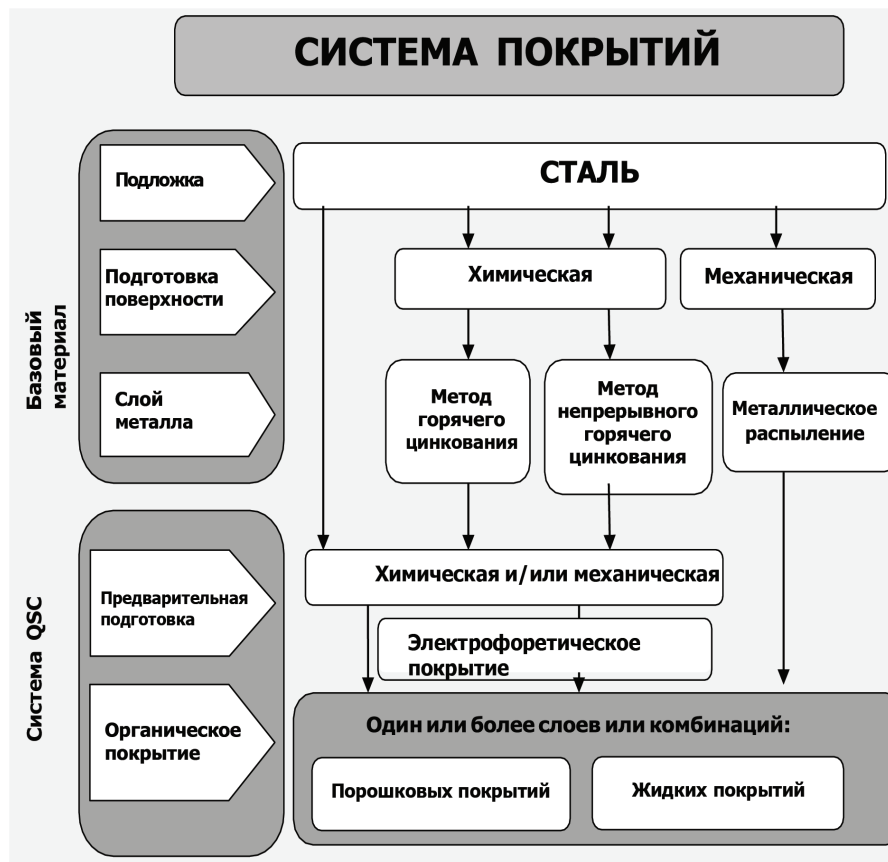 СИСТЕМА ПОКРЫТИЙ
Базовый
материал
Подложка
СТАЛЬ
Подготовка
поверхности
Химическая
Механическая
Слой
металла
Метод
горячего
цинкования
Метод
непрерывного
горячего
цинкования
Металлическое
распыление
Система QSC
Предварительная
подготовка
Химическая и/или механическая
Электрофоретическое
покрытие
Органическое
покрытие
Один или более слоев или комбинаций:
Порошковых покрытий
Жидких покрытий